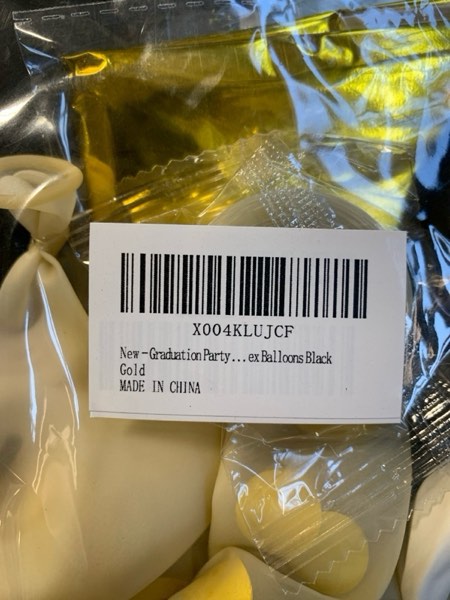 X004KLUJCF
New-Graduation Party...ex Balloons Black
Gold
MADE IN CHINA